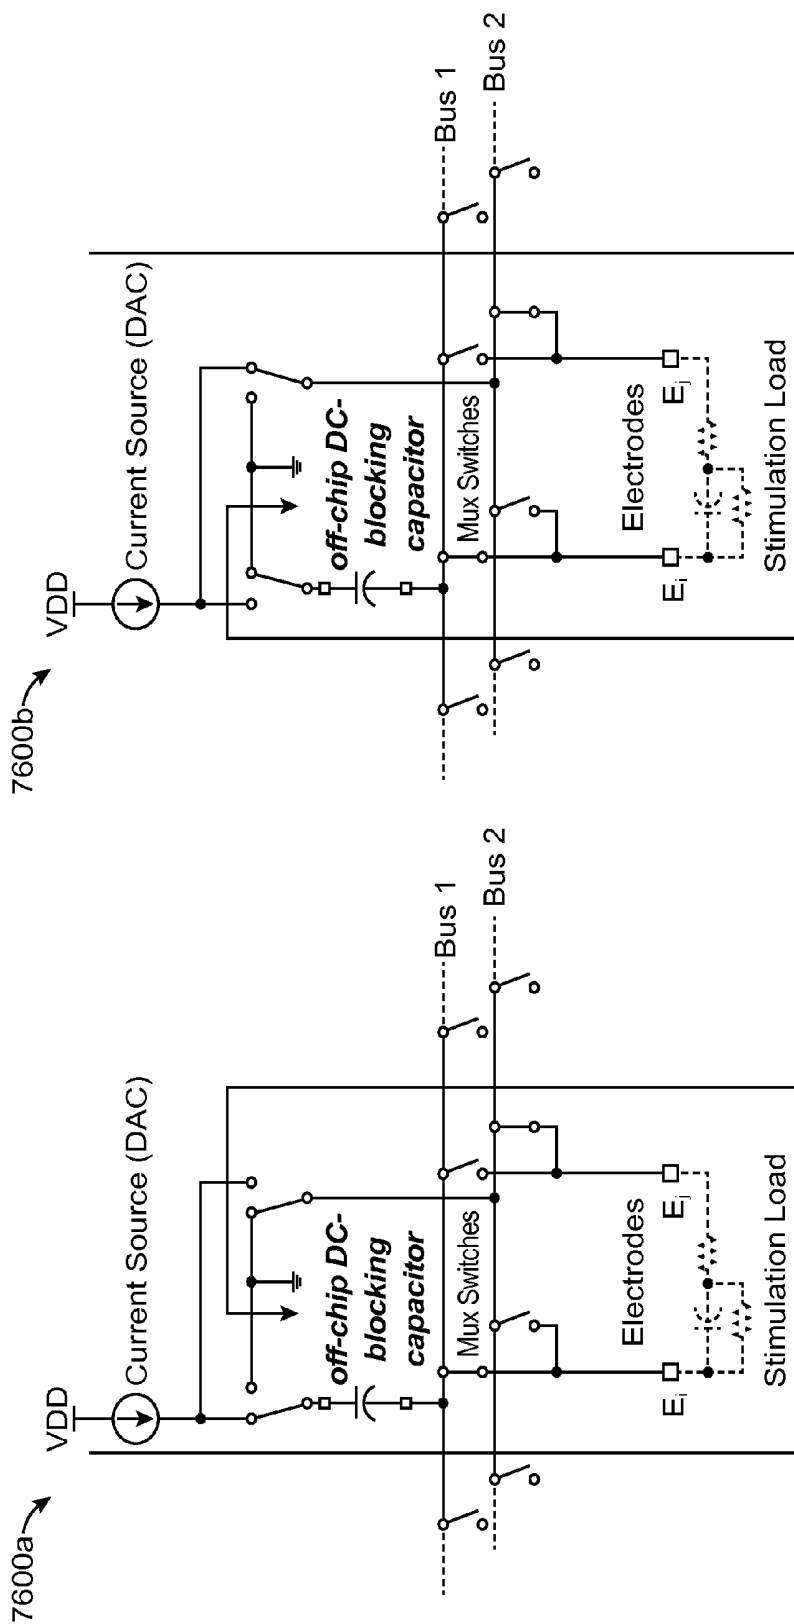 7600a
VDD
Current Source (DAC)
off-chip DC-
blocking
capacitor
Bus 1
Bus 2
Mux Switches
Electrodes
Ei
Ej
Stimulation Load
7600b
VDD
Current Source (DAC)
off-chip DC-
blocking
capacitor
Bus 1
Bus 2
Mux Switches
Electrodes
Ei
Ej
Stimulation Load